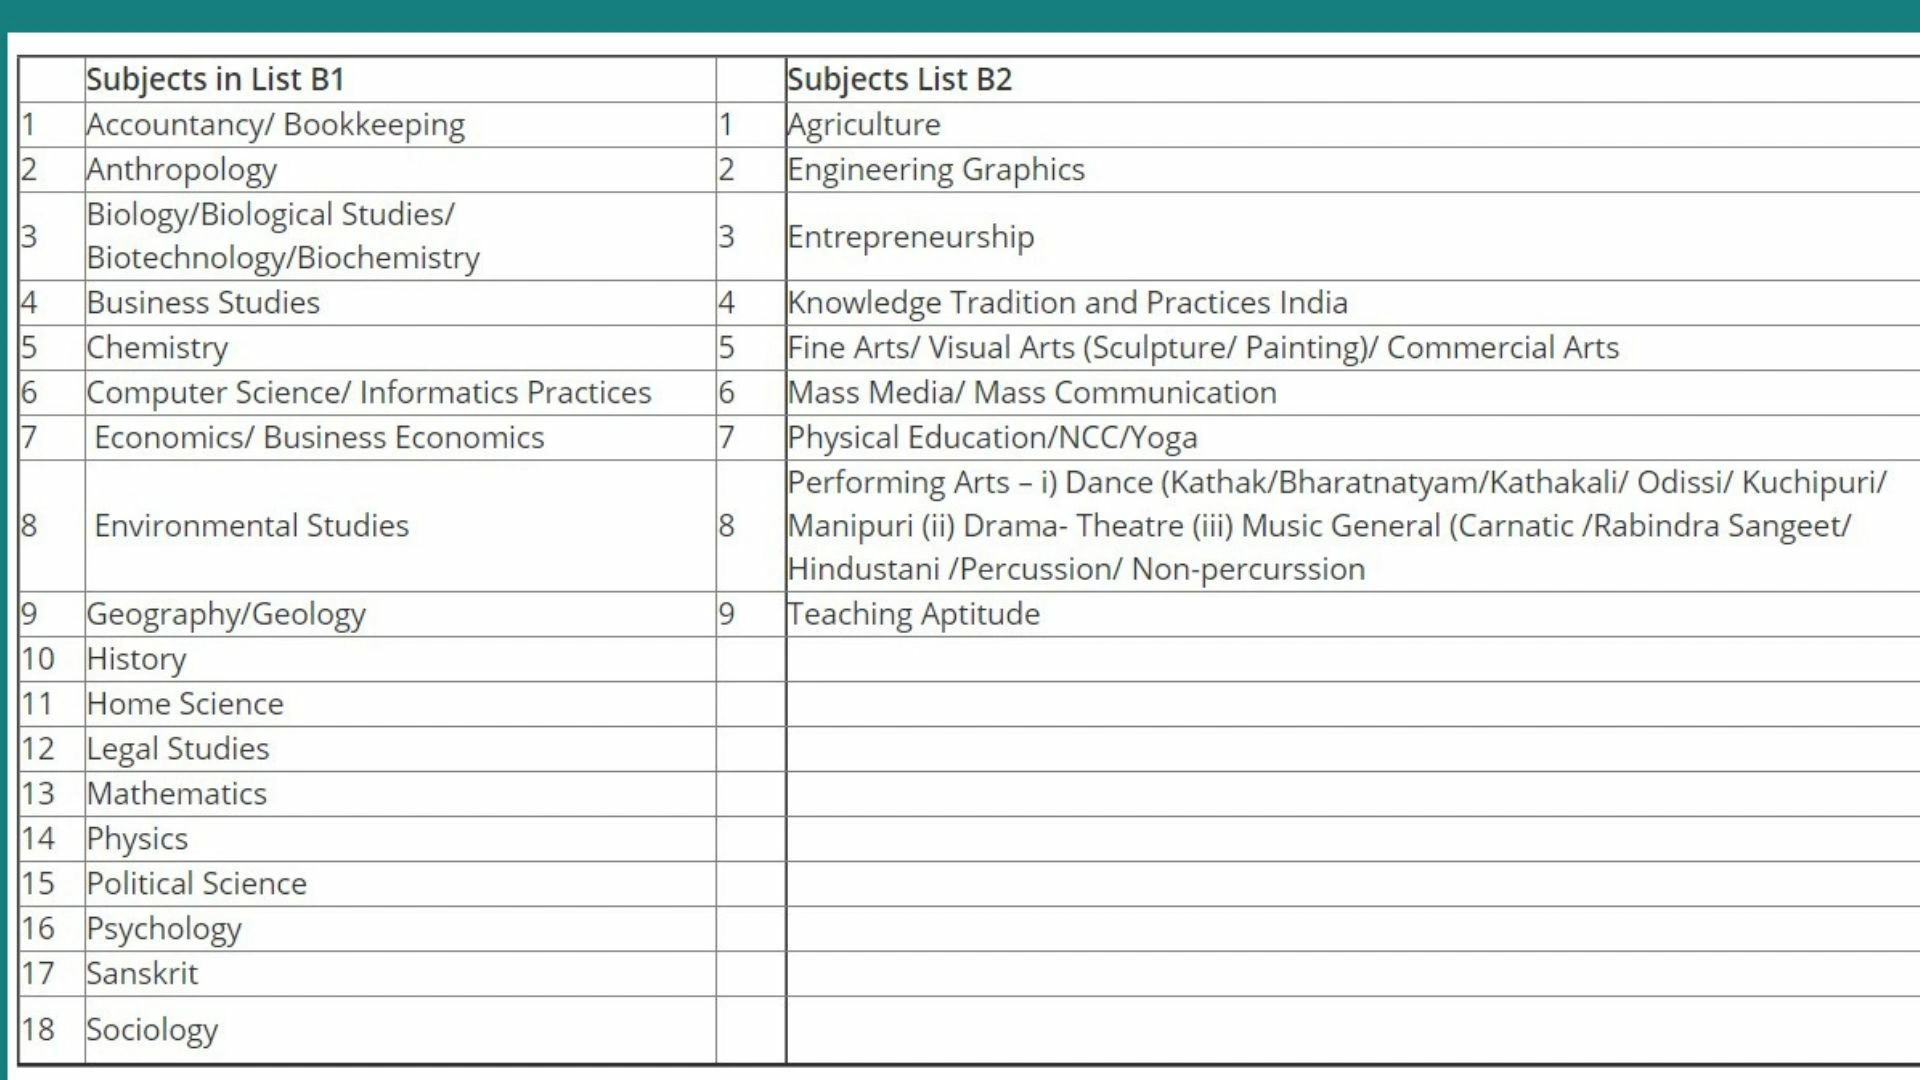 Subjects in List B1 Subjects List B2
1 Accountancy/ Bookkeeping 1 Agriculture
2 Anthropology 2 Engineering Graphics
3 Biology/Biological Studies/
Biotechnology/Biochemistry 3 Entrepreneurship
4 Business Studies 4 Knowledge Tradition and Practices India
5 Chemistry 5 Fine Arts/ Visual Arts (Sculpture/ Painting)/ Commercial Arts
6 Computer Science/ Informatics Practices 6 Mass Media/ Mass Communication
7 Economics/ Business Economics 7 Physical Education/NCC/Yoga
8 Environmental Studies 8 Performing Arts – i) Dance (Kathak/Bharatnatyam/Kathakali/ Odissi/ Kuchipuri/
Manipuri (ii) Drama- Theatre (iii) Music General (Carnatic /Rabindra Sangeet/
Hindustani /Percussion/ Non-percurssion
9 Geography/Geology 9 Teaching Aptitude
10 History
11 Home Science
12 Legal Studies
13 Mathematics
14 Physics
15 Political Science
16 Psychology
17 Sanskrit
18 Sociology